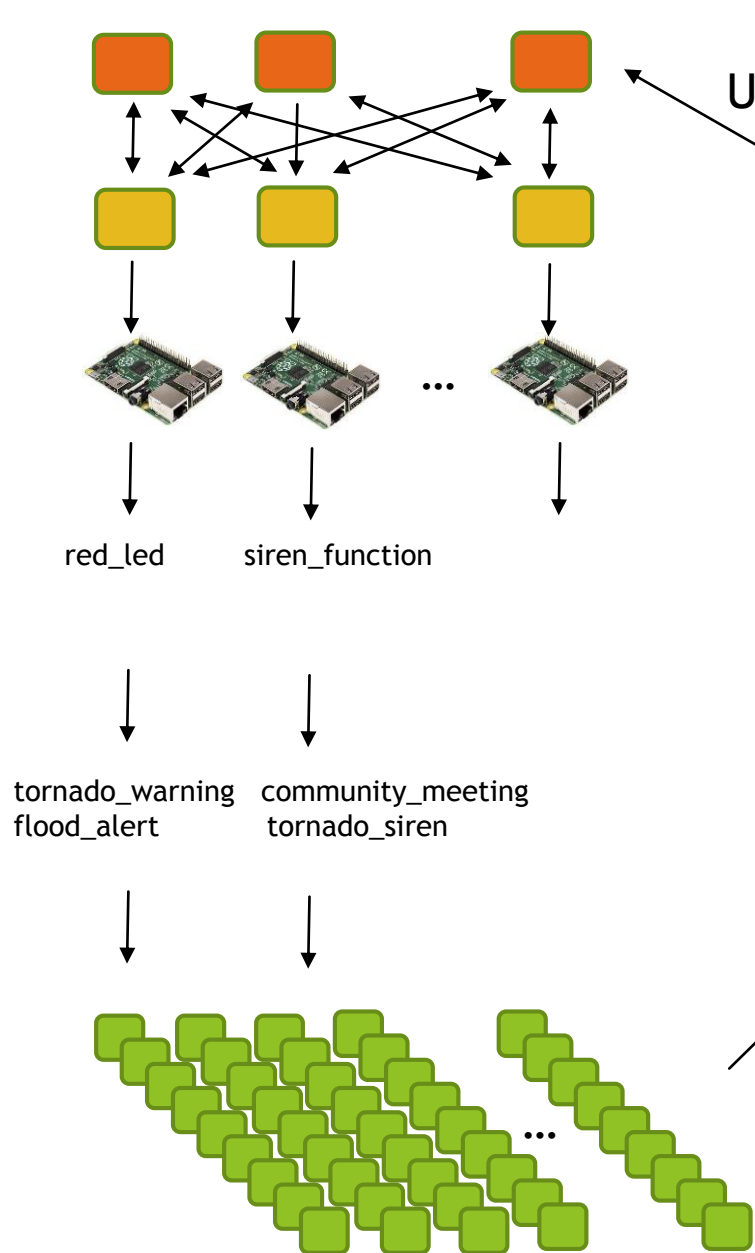 U
...
red_led siren_function
tornado_warning community_meeting
flood_alert tornado_siren
...